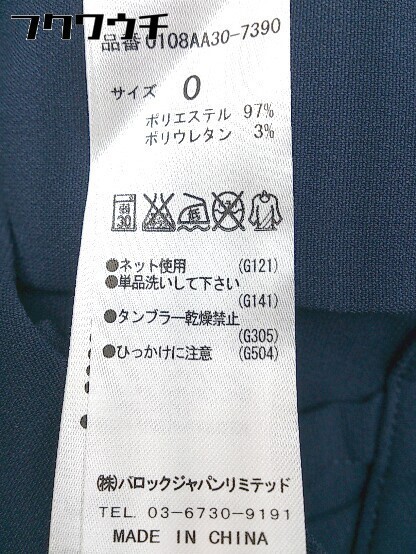 フクウクチ
品番 0108AA30-7390
サイズ 0
ポリエステル 97%
ポリウレタン 3%
弱
30
低
●ネット使用 (G121)
●単品洗いして下さい
(G141)
●タンブラー乾燥禁止
(G305)
●ひっかけに注意 (G504)
㈱バロックジャパンリミテッド
TEL. 03-6730-9191
MADE IN CHINA